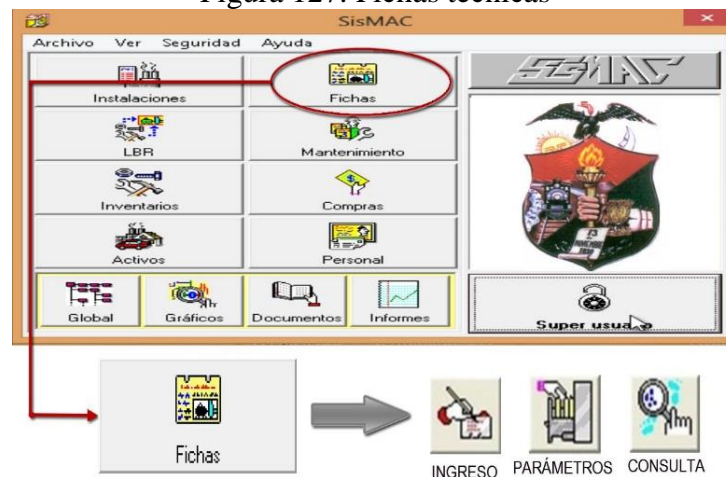 Figura 127. Fichas técnicas
SisMAC
Archivo Ver Seguridad Ayuda
Instalaciones Fichas
LBR Mantenimiento
Inventarios Compras
Activos Personal
Global Gráficos Documentos Informes
SisMAC
Super usua o
Fichas
INGRESO PARÁMETROS CONSULTA